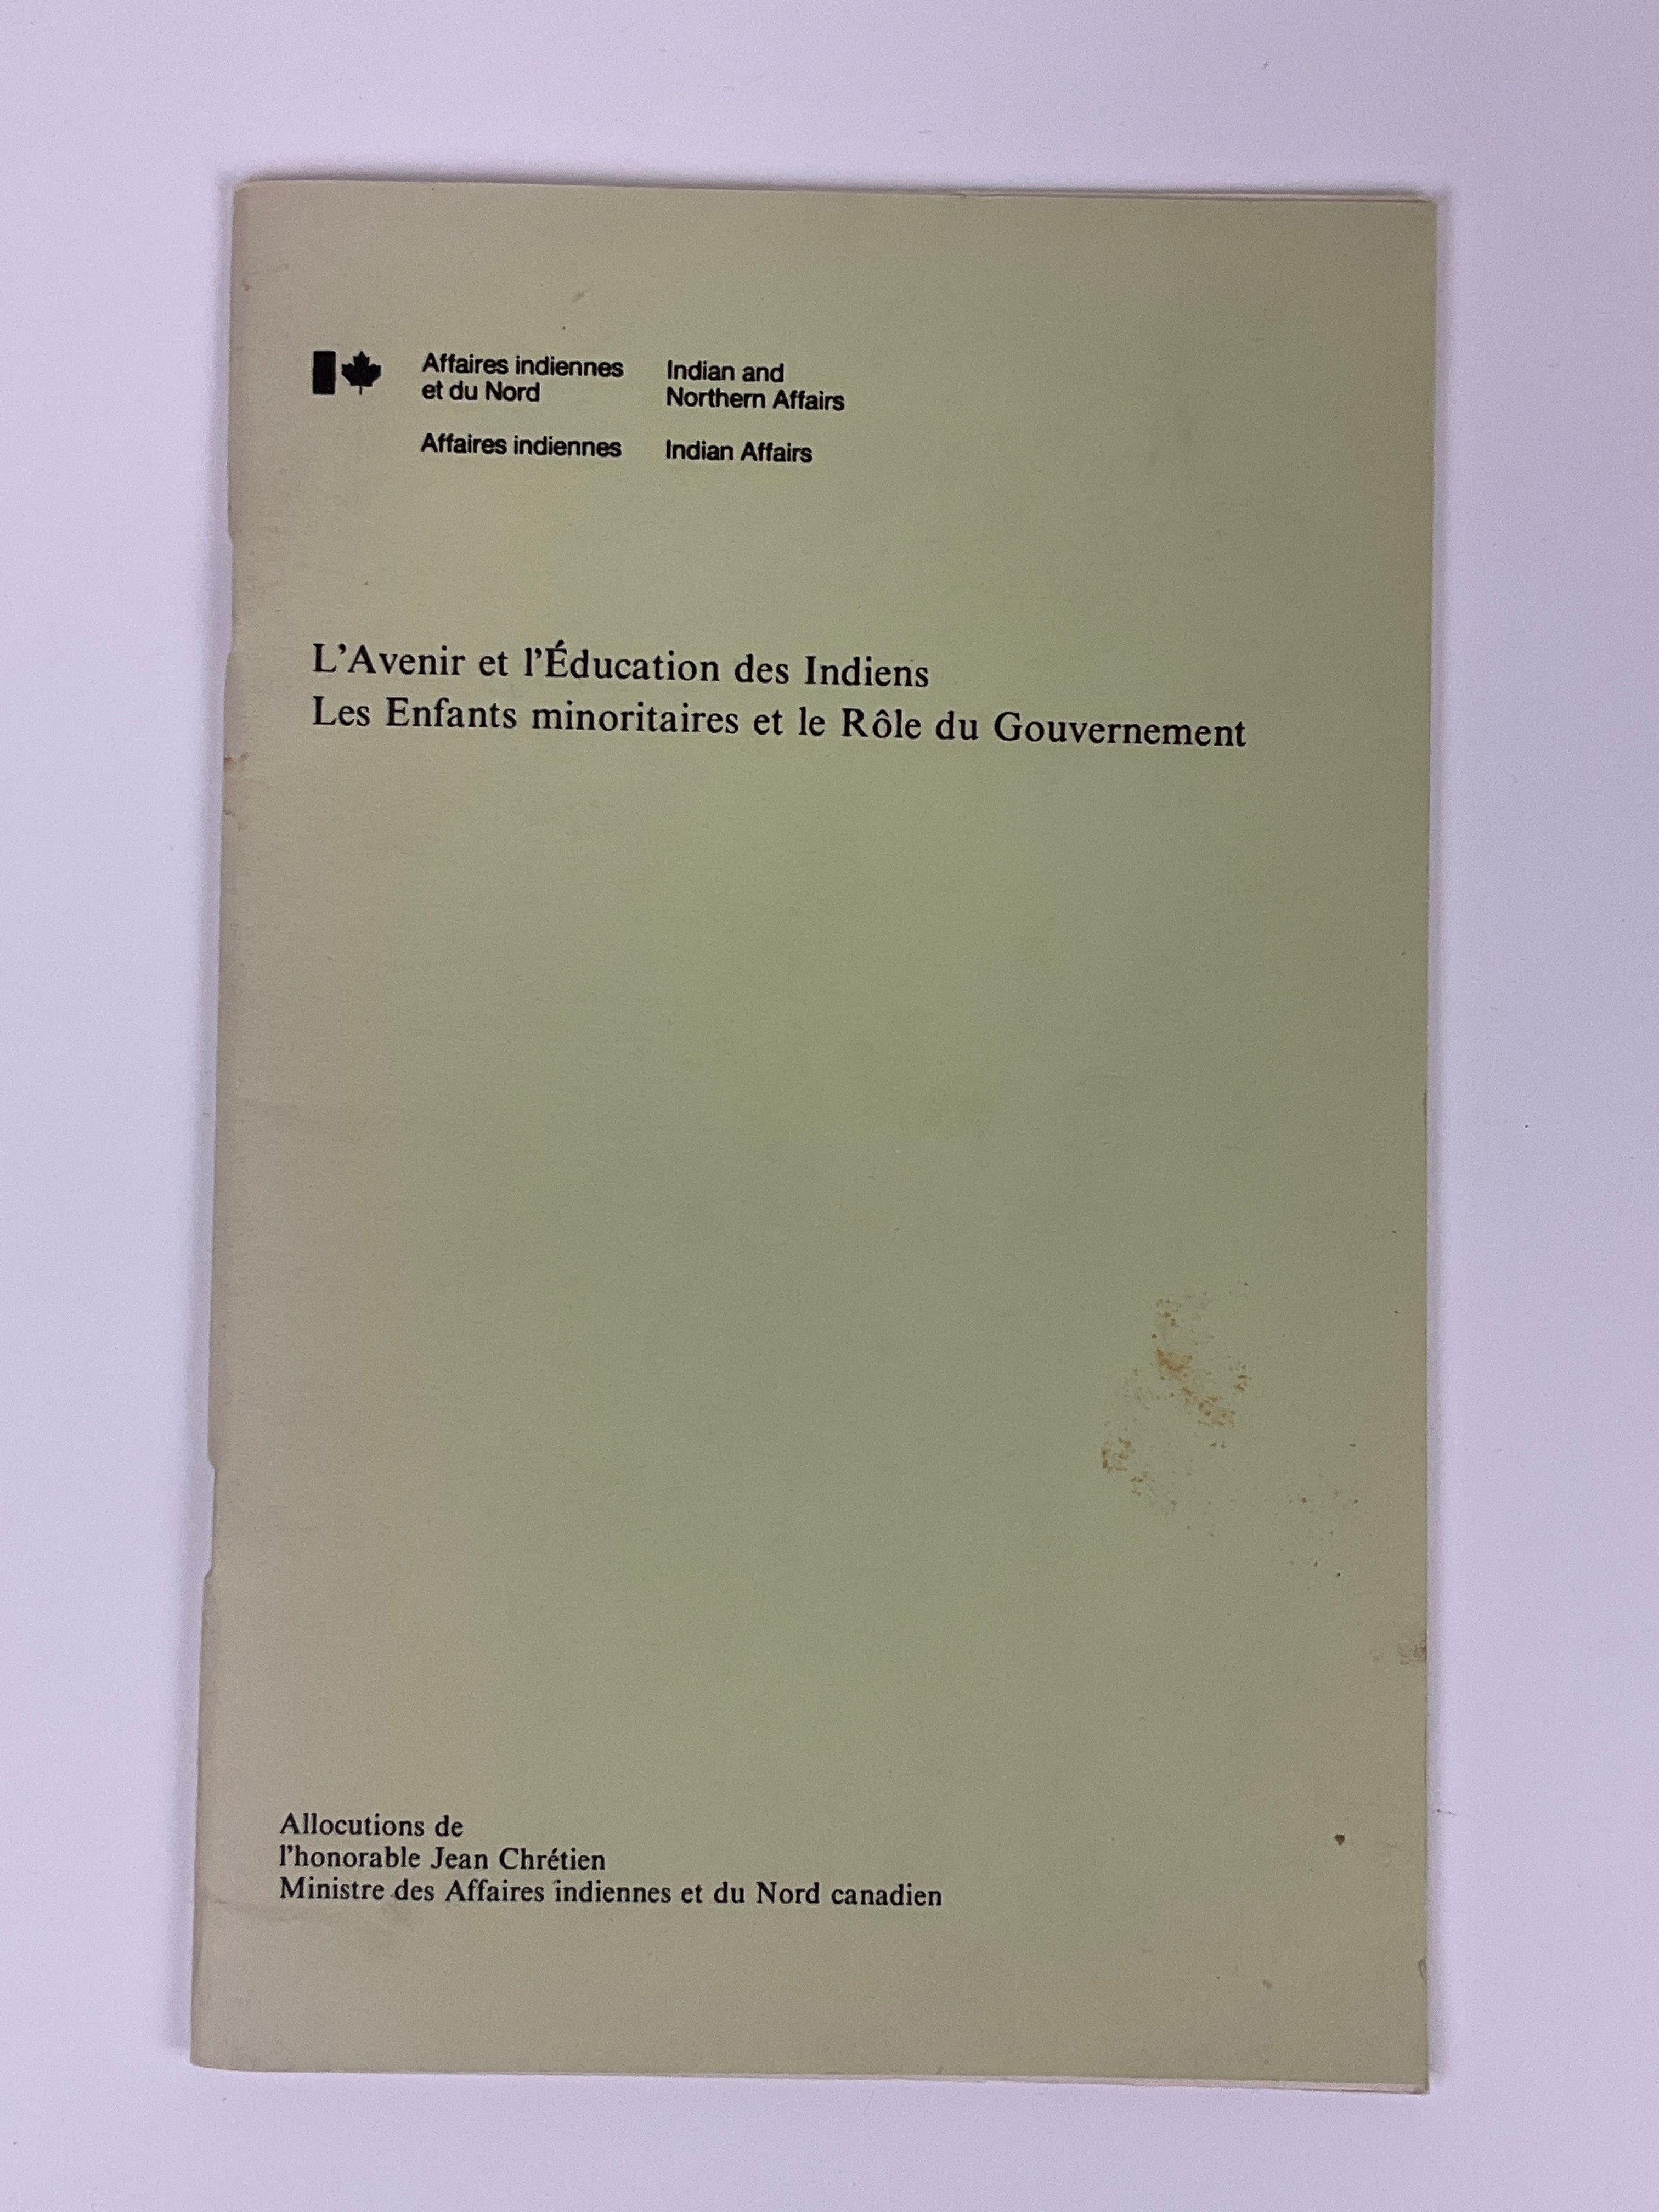 Affaires indiennes
et du Nord
Indian and
Northern Affairs
Affaires indiennes
Indian Affairs
L'Avenir et l'Éducation des Indiens
Les Enfants minoritaires et le Rôle du Gouvernement
Allocutions de
l'honorable Jean Chrétien
Ministre des Affaires indiennes et du Nord canadien